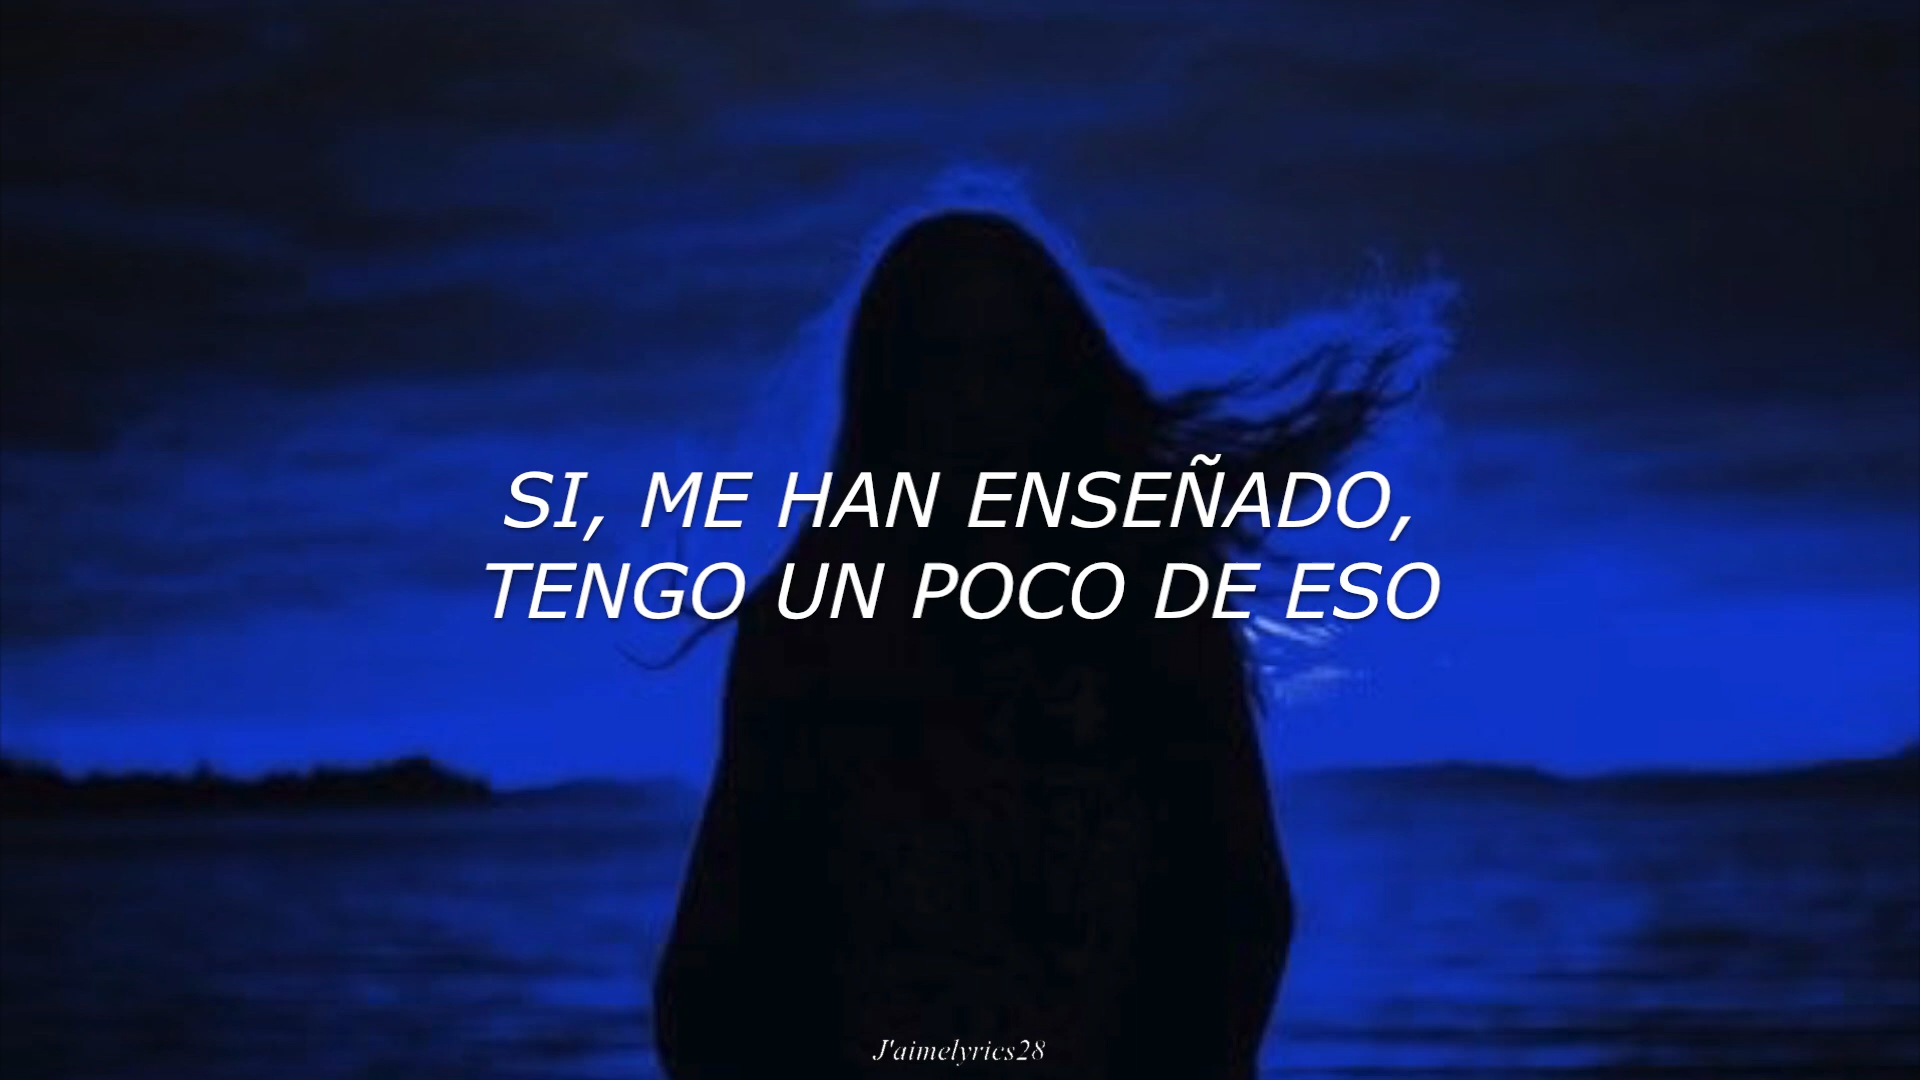 SI, ME HAN ENSEÑADO,
TENGO UN POCO DE ESO
J'aimelyrics28